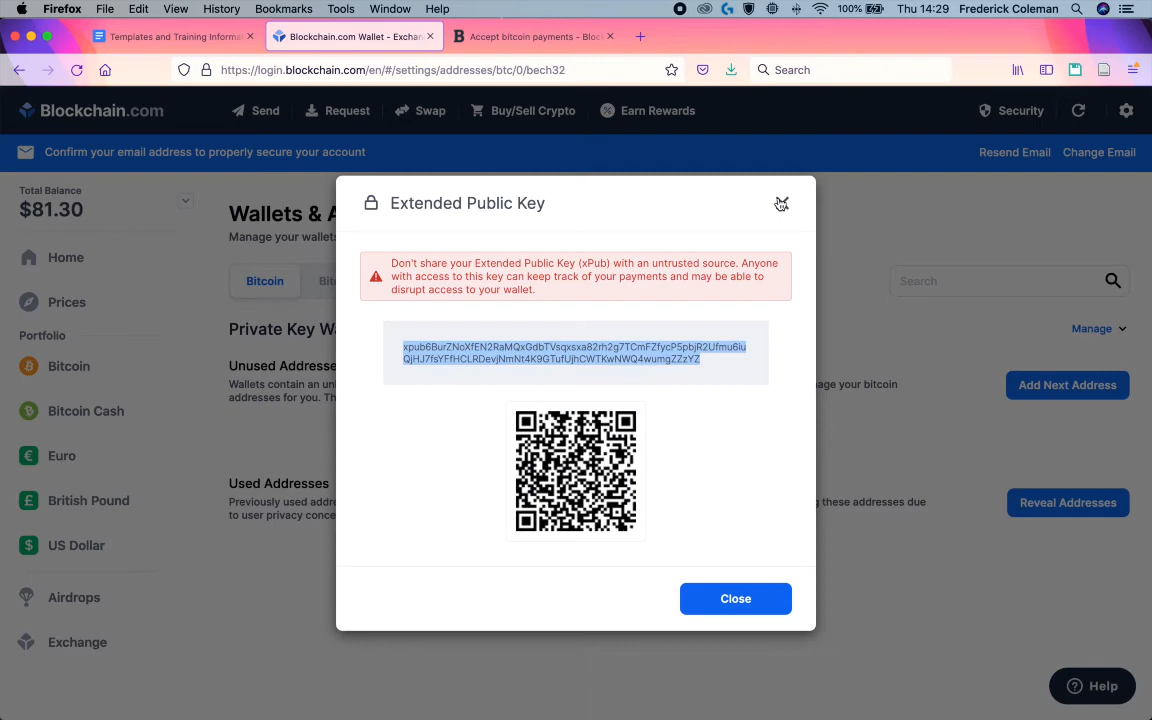 Firefox File Edit View History Bookmarks Tools Window Help 100% Thu 14:29 Frederick Coleman
Templates and Training Informa
Blockchain.com Wallet - Exchan
Accept bitcoin payments - Bloc
https://login.blockchain.com/en/#/settings/addresses/btc/0/bech32
Search
Blockchain.com
Send Request Swap Buy/Sell Crypto Earn Rewards Security
Confirm your email address to properly secure your account
Resend Email Change Email
Total Balance
$81.30
Home
Prices
Portfolio
Bitcoin
Bitcoin Cash
Euro
British Pound
US Dollar
Airdrops
Exchange
Wallets & A
Manage your wallets
Bitcoin
Bit
Search
Private Key Wa
Manage
Unused Addresse
Wallets contain an un
addresses for you. Th
nage your bitcoin
Add Next Address
Used Addresses
Previously used addre
to user privacy conce
g these addresses due
Reveal Addresses
Extended Public Key
Don't share your Extended Public Key (xPub) with an untrusted source. Anyone
with access to this key can keep track of your payments and may be able to
disrupt access to your wallet.
xpub6BurZNoXfEN2RaMQxGdbTVsqxsxa82rh2g7TCmFZfycP5pbjR2Ufmu6iu
QjHJ7fsYFfHCLRDevjNmNt4K9GTufUjhCWTKwNWQ4wumgZZzYZ
Close
Help